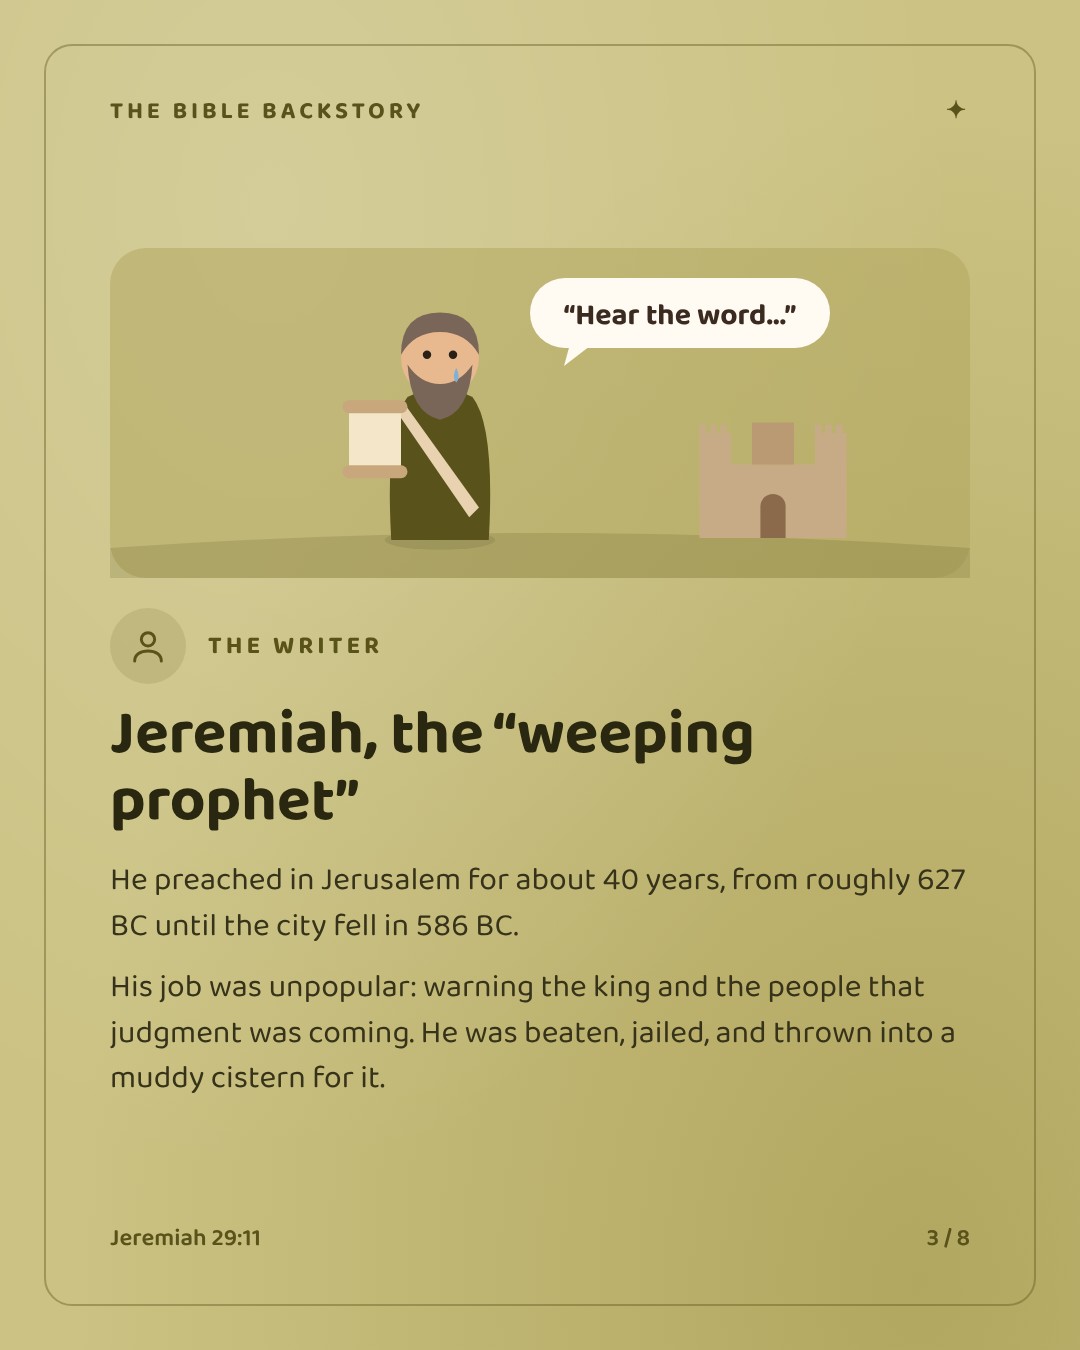 THE BIBLE BACKSTORY
“Hear the word...”
THE WRITER
Jeremiah, the “weeping
prophet”
He preached in Jerusalem for about 40 years, from roughly 627
BC until the city fell in 586 BC.
His job was unpopular: warning the king and the people that
judgment was coming. He was beaten, jailed, and thrown into a
muddy cistern for it.
Jeremiah 29:11
3 / 8